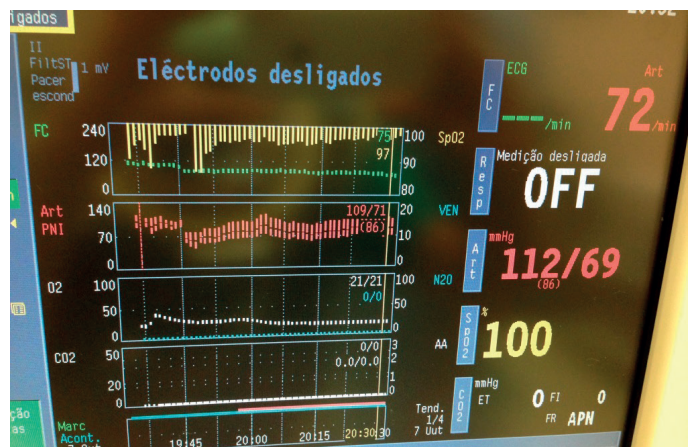 ligados
II
FiltST
1 mV
Pacer
escond
Eléctrodos desligados
FC
240
120
0
75
97
100
90
80
SpO2
Art
PNI
140
70
0
109/71
(86)
20
10
0
VEN
O2
100
50
0
21/21
0/0
100
50
0
N2O
CO2
50
20
0
0/0
0.0/0.0
3
2
1
0
AA
Marc
Acont.
19:45
20:00
20:15
20:30:30
Tend.
1/4
7 Out
FC
ECG
---/min
Art
72/min
Resp
Medição desligada
OFF
Art
mmHg
112/69
(86)
SpO2
%
100
CO2
mmHg
ET
0
FI
0
FR
APN
ção
as